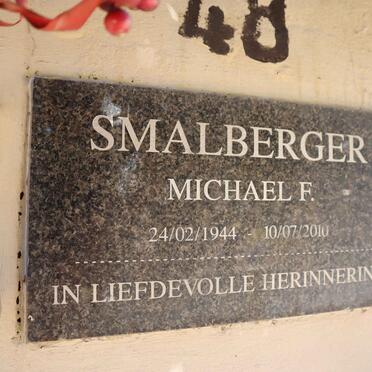 48
SMALBERGER
MICHAEL F.
24/02/1944 - 10/07/2010
IN LIEFDEVOLLE HERINNERIN